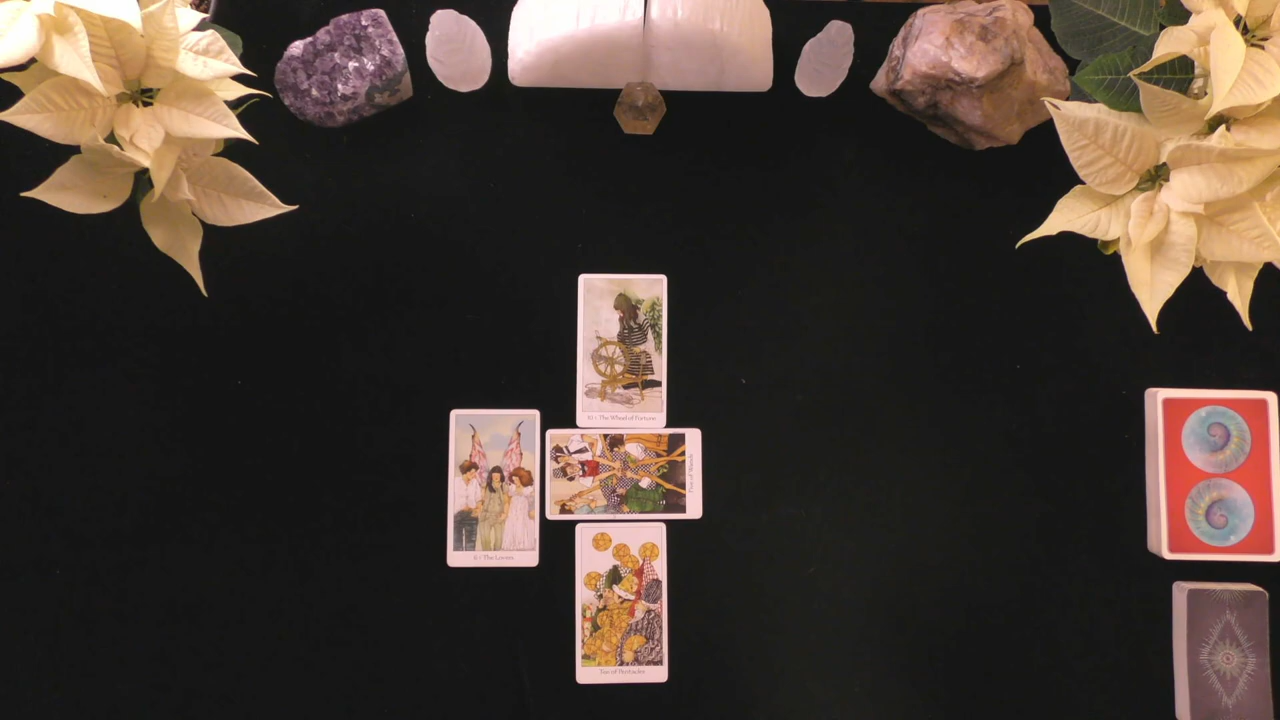 10 : The Wheel of Fortune
6 : The Lovers
Five of Wands
Ten of Pentacles